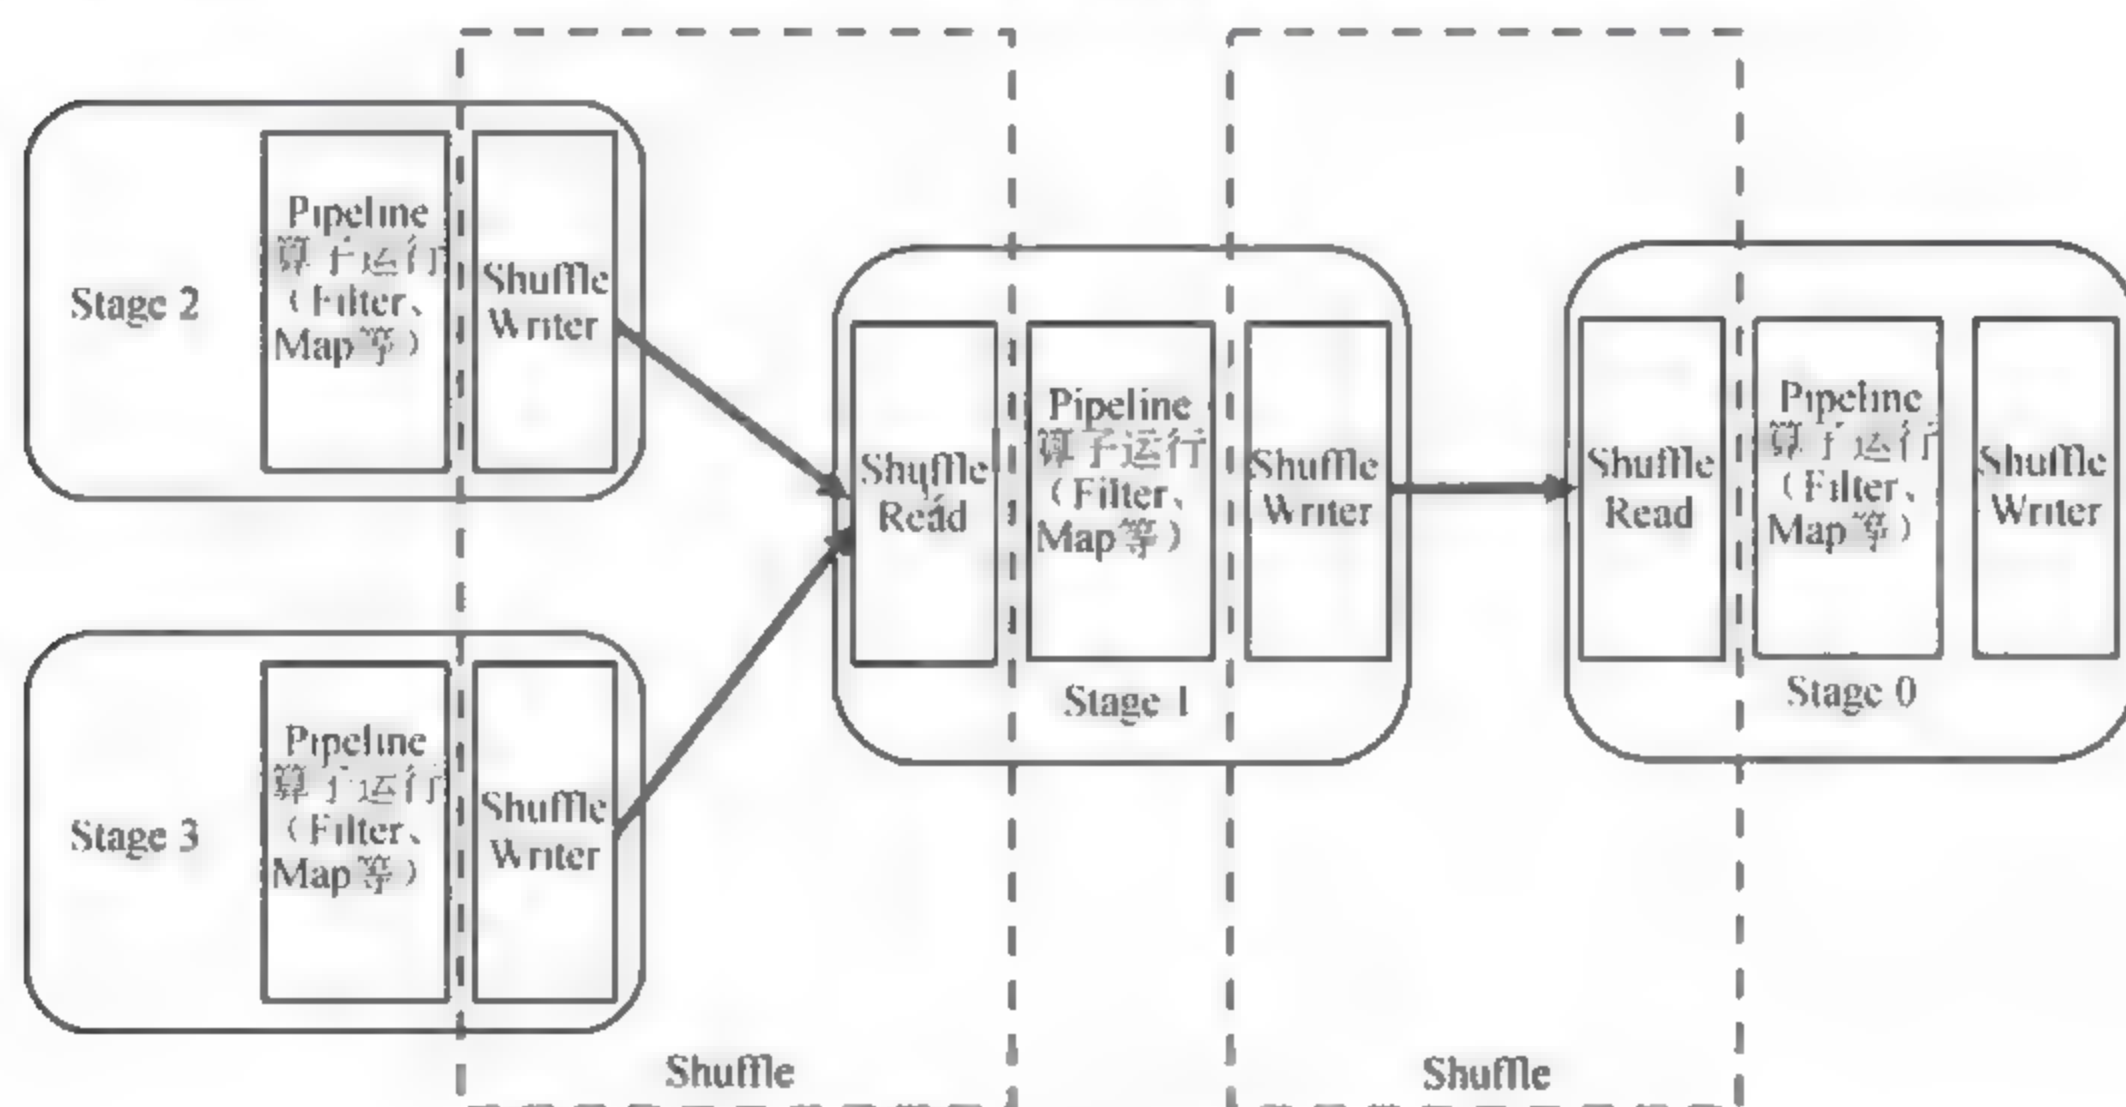 Stage 2
Pipeline
算子运行
(Filter、
Map等)
Shuffle
Writer
Stage 3
Pipeline
算子运行
(Filter、
Map等)
Shuffle
Writer
Shuffle
Read
Pipeline
算子运行
(Filter、
Map等)
Shuffle
Writer
Stage 1
Shuffle
Read
Pipeline
算子运行
(Filter、
Map等)
Shuffle
Writer
Stage 0
Shuffle
Shuffle